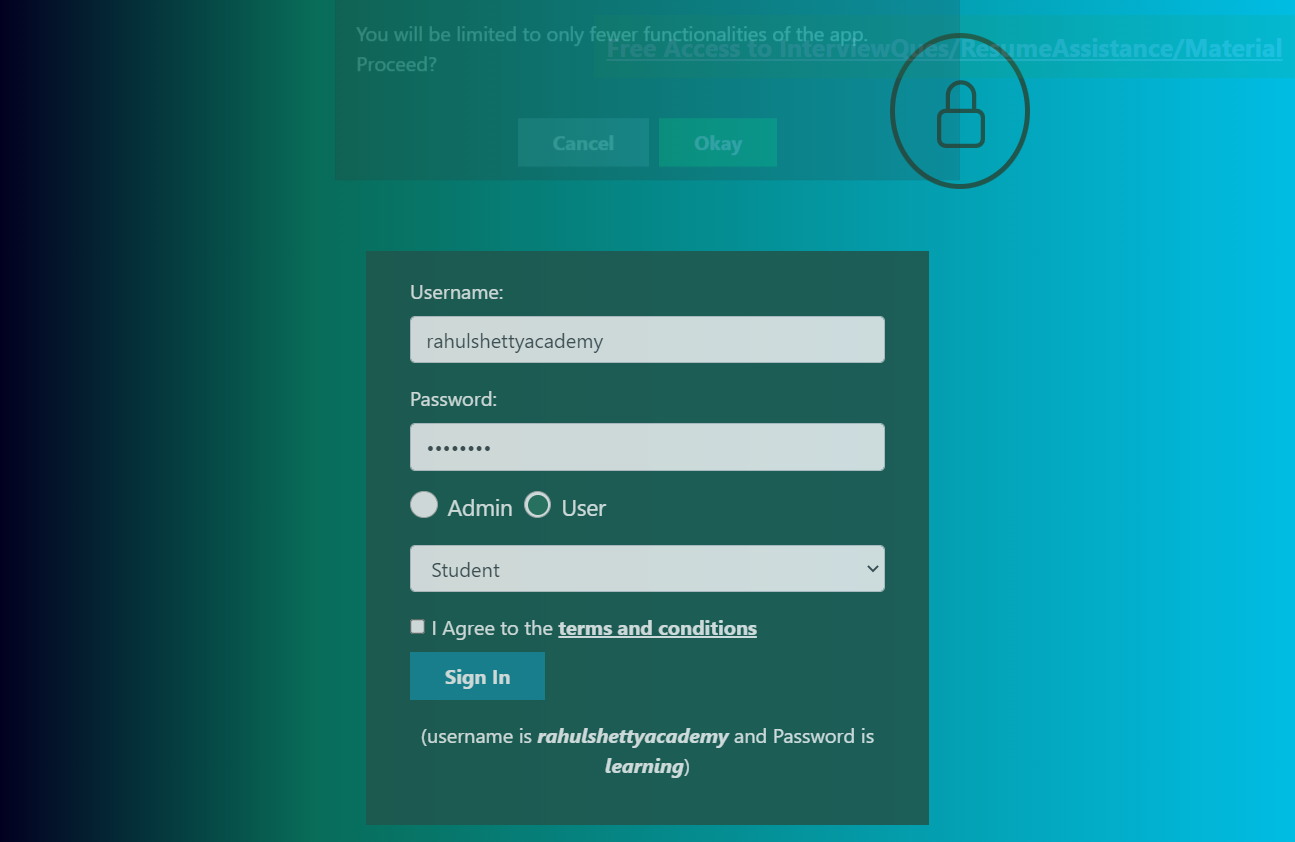 You will be limited to only fewer functionalities of the app.
Proceed?
Free Access to InterviewQues/ResumeAssistance/Material
Cancel Okay
Username:
rahulshettyacademy
Password:
••••••••
Admin User
Student
I Agree to the terms and conditions
Sign In
(username is rahulshettyacademy and Password is
learning)